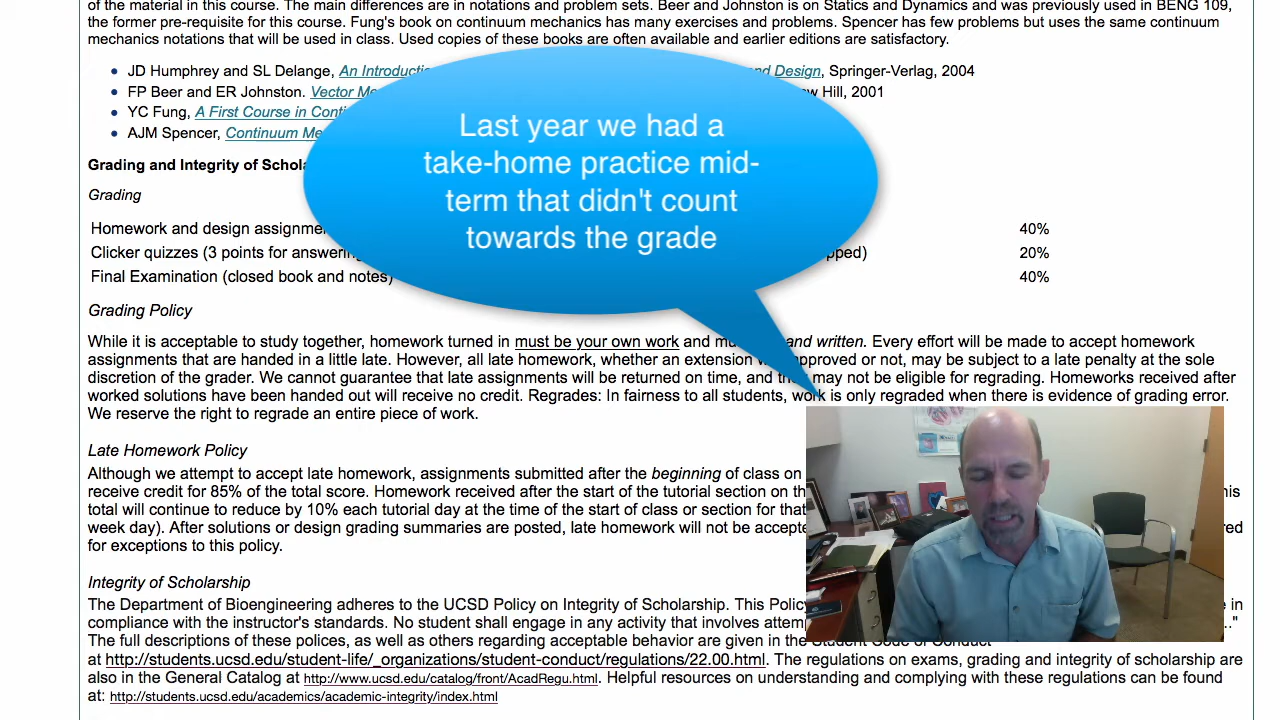 of the material in this course. The main differences are in notations and problem sets. Beer and Johnston is on Statics and Dynamics and was previously used in BENG 109,
the former pre-requisite for this course. Fung's book on continuum mechanics has many exercises and problems. Spencer has few problems but uses the same continuum
mechanics notations that will be used in class. Used copies of these books are often available and earlier editions are satisfactory.
• JD Humphrey and SL Delange, An Introduc nd Design, Springer-Verlag, 2004
• FP Beer and ER Johnston. Vector Me w Hill, 2001
• YC Fung, A First Course in Conti
• AJM Spencer, Continuum Me
Last year we had a
take-home practice mid-
term that didn't count
towards the grade
Grading and Integrity of Schola
Grading
Homework and design assignme 40%
Clicker quizzes (3 points for answering pped) 20%
Final Examination (closed book and notes) 40%
Grading Policy
While it is acceptable to study together, homework turned in must be your own work and mu and written. Every effort will be made to accept homework
assignments that are handed in a little late. However, all late homework, whether an extension w approved or not, may be subject to a late penalty at the sole
discretion of the grader. We cannot guarantee that late assignments will be returned on time, and they may not be eligible for regrading. Homeworks received after
worked solutions have been handed out will receive no credit. Regrades: In fairness to all students, work is only regraded when there is evidence of grading error.
We reserve the right to regrade an entire piece of work.
Late Homework Policy
Although we attempt to accept late homework, assignments submitted after the beginning of class on
receive credit for 85% of the total score. Homework received after the start of the tutorial section on th his
total will continue to reduce by 10% each tutorial day at the time of the start of class or section for that
week day). After solutions or design grading summaries are posted, late homework will not be accepte red
for exceptions to this policy.
Integrity of Scholarship
The Department of Bioengineering adheres to the UCSD Policy on Integrity of Scholarship. This Policy e in
compliance with the instructor's standards. No student shall engage in any activity that involves attem .."
The full descriptions of these polices, as well as others regarding acceptable behavior are given in the Student Code of Conduct
at http://students.ucsd.edu/student-life/_organizations/student-conduct/regulations/22.00.html. The regulations on exams, grading and integrity of scholarship are
also in the General Catalog at http://www.ucsd.edu/catalog/front/AcadRegu.html. Helpful resources on understanding and complying with these regulations can be found
at: http://students.ucsd.edu/academics/academic-integrity/index.html